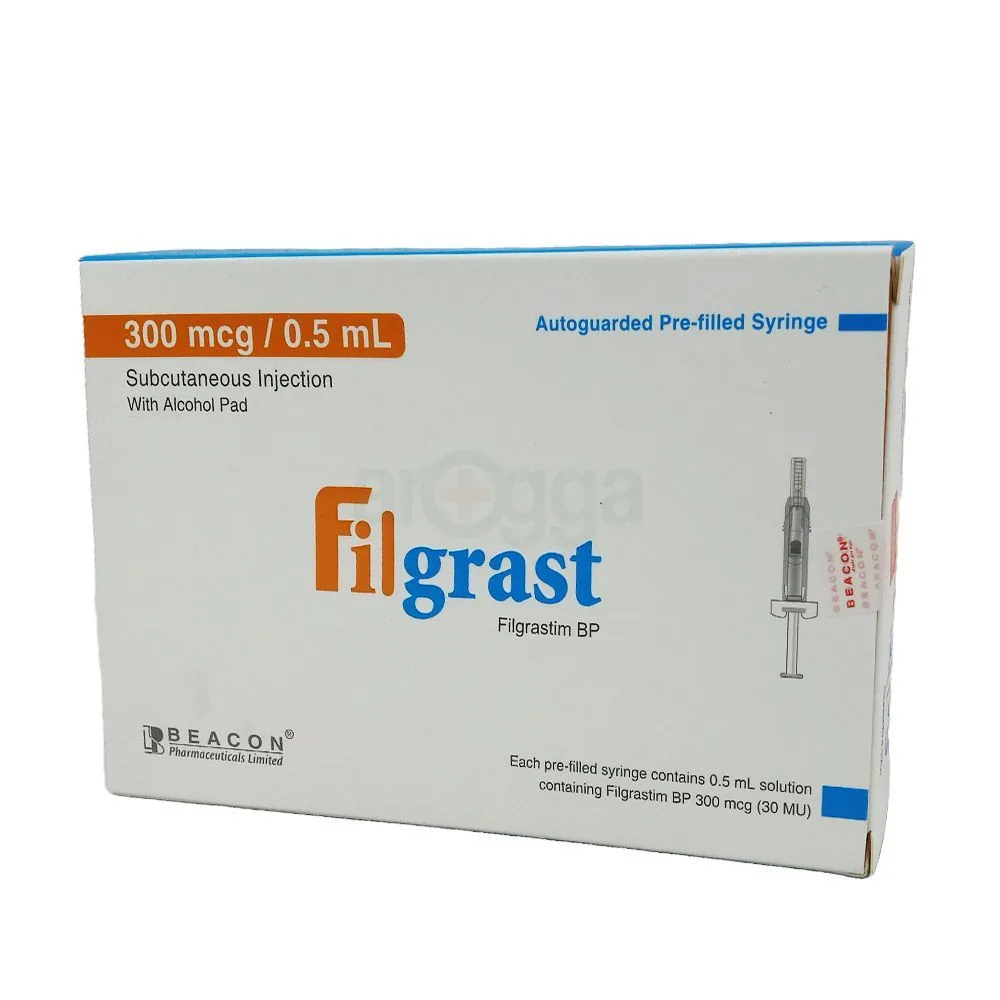 300 mcg / 0.5 mL
Autoguarded Pre-filled Syringe
Subcutaneous Injection
With Alcohol Pad
arogga
Filgrast
Filgrastim BP
BEACON
BEACON
BEACON
BEACON®
Pharmaceuticals Limited
Each pre-filled syringe contains 0.5 mL solution
containing Filgrastim BP 300 mcg (30 MU)